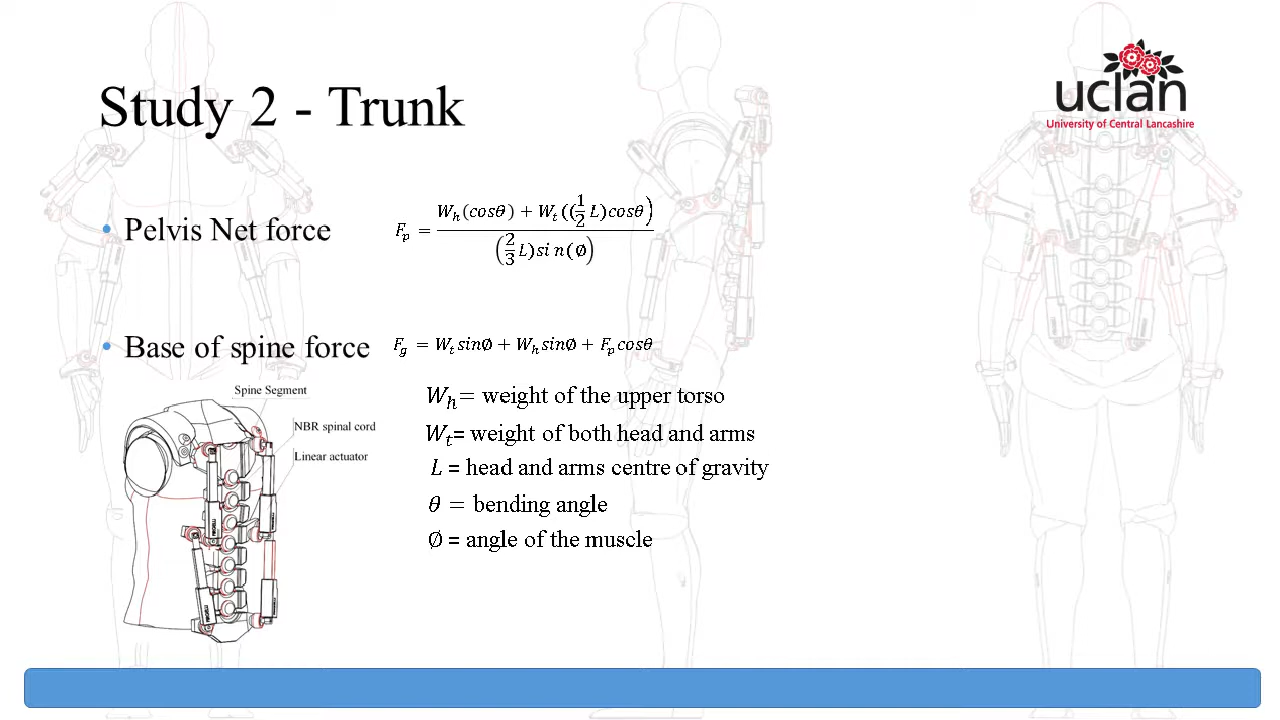 Study 2 - Trunk
uclan
University of Central Lancashire
• Pelvis Net force
F_p = (W_h(cosθ) + W_t((1/2 L)cosθ)) / ((2/3 L)sin(∅))
• Base of spine force
F_g = W_t sin∅ + W_h sin∅ + F_p cosθ
Spine Segment
NBR spinal cord
Linear actuator
W_h = weight of the upper torso
W_t = weight of both head and arms
L = head and arms centre of gravity
θ = bending angle
∅ = angle of the muscle